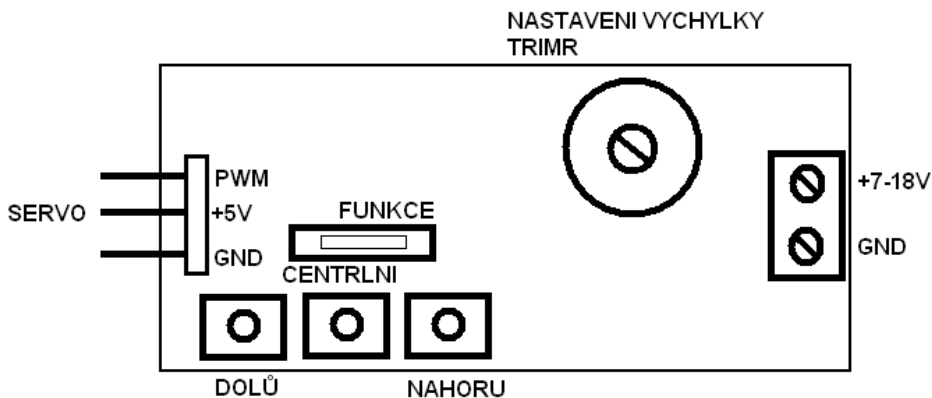 NASTAVENI VYCHYLKY
TRIMR
PWM
+7-18V
SERVO
+5V
FUNKCE
GND
GND
CENTRLNI
DOLŮ
NAHORU